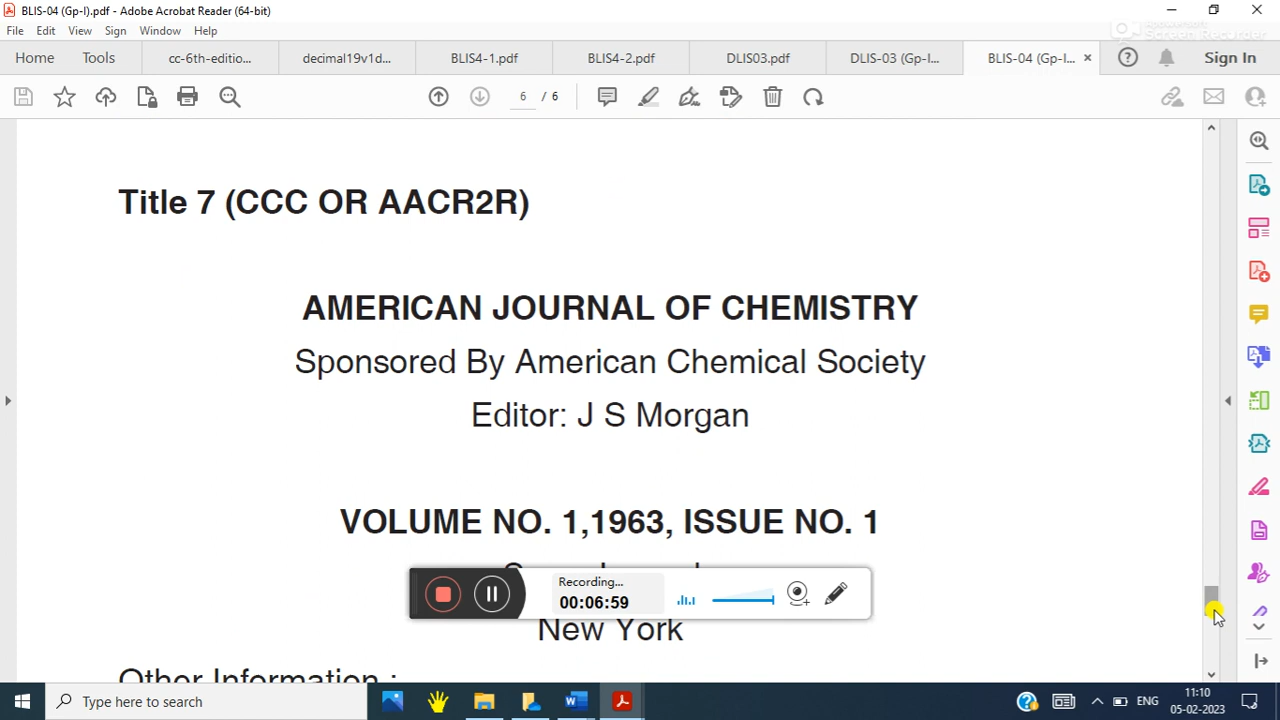 BLIS-04 (Gp-I).pdf - Adobe Acrobat Reader (64-bit)
File Edit View Sign Window Help
Home Tools cc-6th-editio... decimal19v1d... BLIS4-1.pdf BLIS4-2.pdf DLIS03.pdf DLIS-03 (Gp-I... BLIS-04 (Gp-I... Sign In
6 / 6
Title 7 (CCC OR AACR2R)
AMERICAN JOURNAL OF CHEMISTRY
Sponsored By American Chemical Society
Editor: J S Morgan
VOLUME NO. 1,1963, ISSUE NO. 1
Recording...
00:06:59
New York
Other Information :
Type here to search
ENG
11:10
05-02-2023